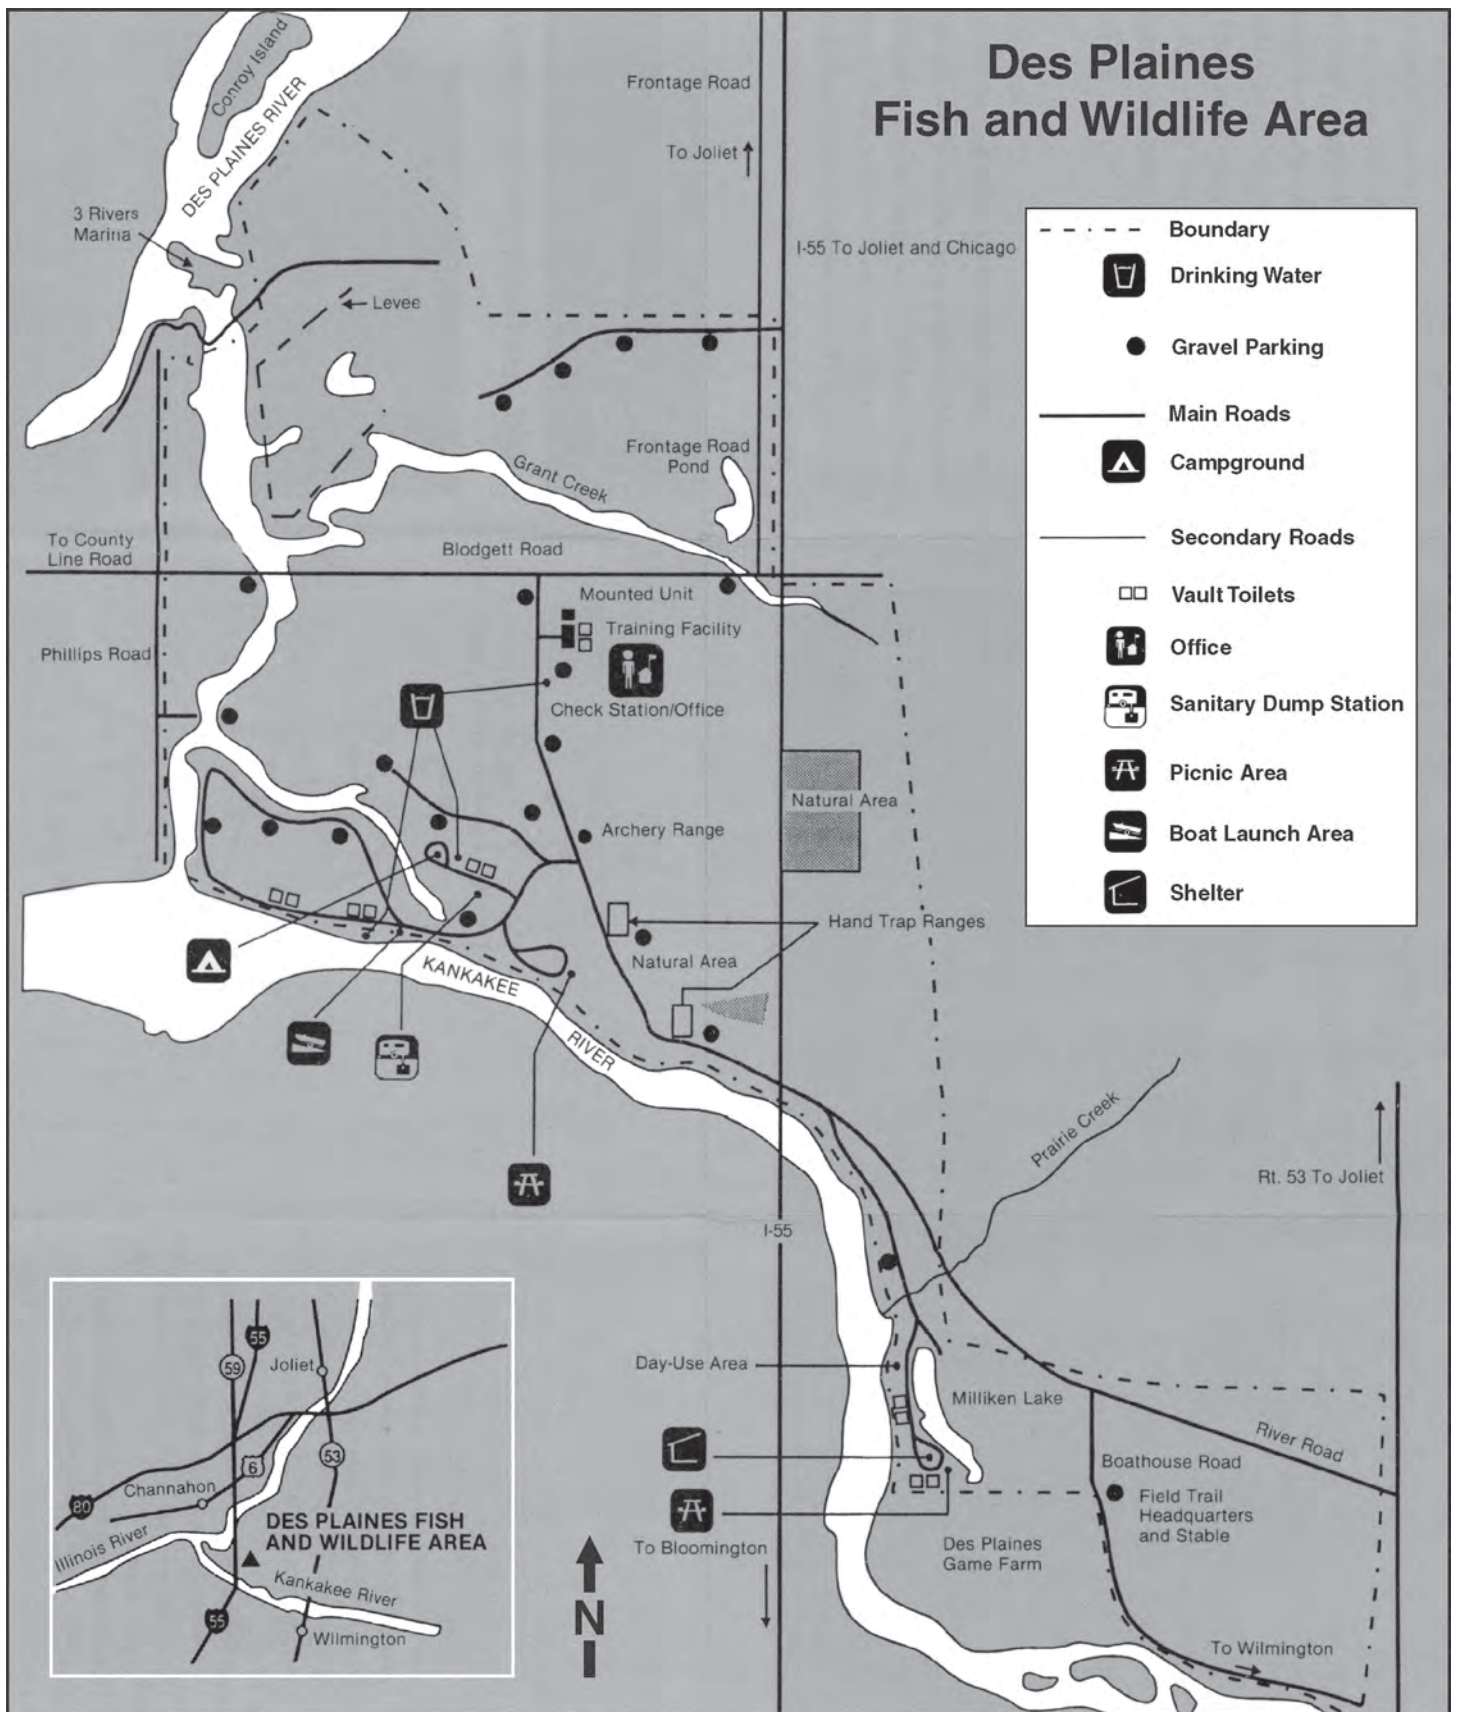 Des Plaines
Fish and Wildlife Area
Conroy Island
DES PLAINES RIVER
Frontage Road
To Joliet
3 Rivers
Marina
I-55 To Joliet and Chicago
Levee
Boundary
Drinking Water
Gravel Parking
Main Roads
Campground
Secondary Roads
Vault Toilets
Office
Sanitary Dump Station
Picnic Area
Boat Launch Area
Shelter
Frontage Road
Pond
Grant Creek
To County
Line Road
Blodgett Road
Mounted Unit
Training Facility
Phillips Road
Check Station/Office
Natural Area
Archery Range
Hand Trap Ranges
Natural Area
KANKAKEE
RIVER
Prairie Creek
Rt. 53 To Joliet
I-55
Day-Use Area
Milliken Lake
River Road
Boathouse Road
Field Trail
Headquarters
and Stable
To Bloomington
Des Plaines
Game Farm
To Wilmington
N
55
59
Joliet
53
6
Channahon
80
DES PLAINES FISH
AND WILDLIFE AREA
Illinois River
Kankakee River
55
Wilmington